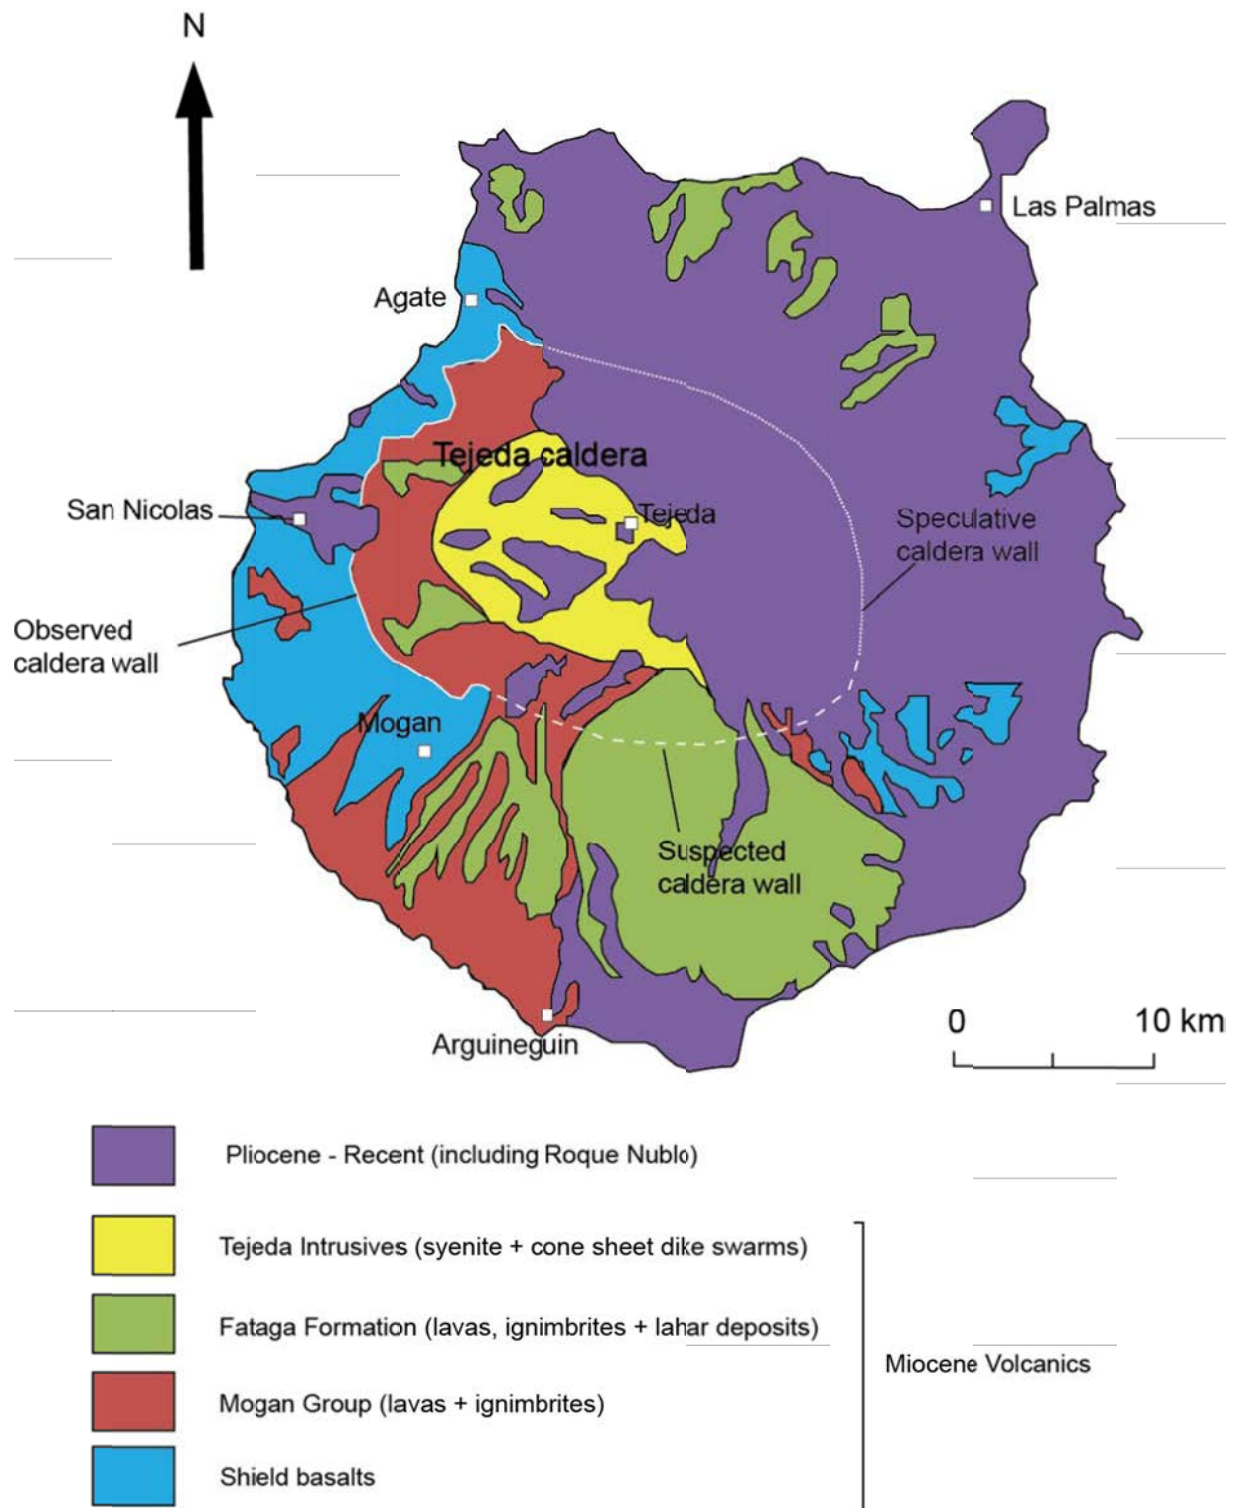 N
Las Palmas
Agate
Tejeda caldera
San Nicolas
Tejeda
Speculative
caldera wall
Observed
caldera wall
Mogan
Suspected
caldera wall
Arguineguin
0 10 km
Pliocene - Recent (including Roque Nublo)
Tejeda Intrusives (syenite + cone sheet dike swarms)
Fataga Formation (lavas, ignimbrites + lahar deposits)
Miocene Volcanics
Mogan Group (lavas + ignimbrites)
Shield basalts